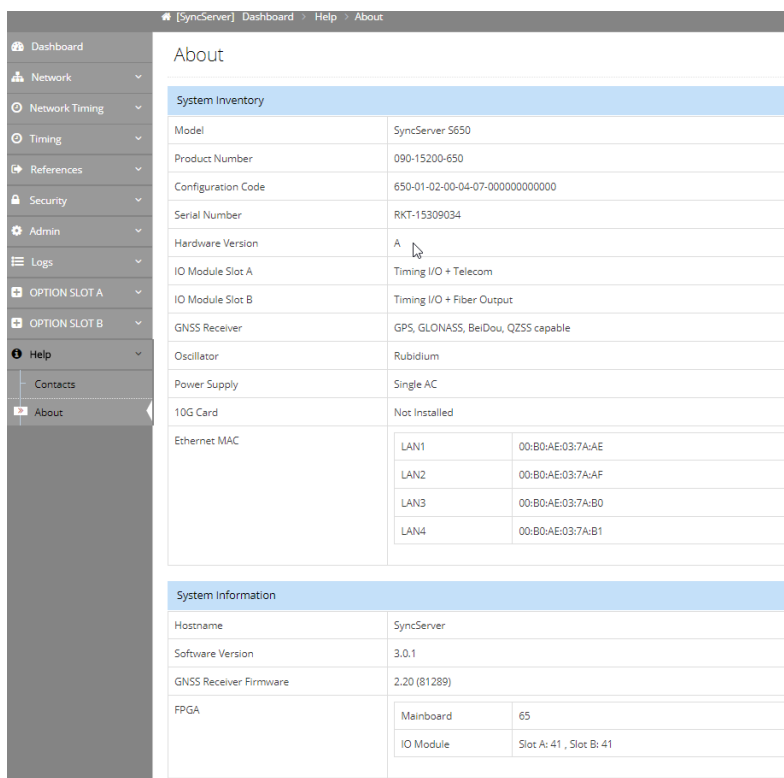 [SyncServer] Dashboard > Help > About
Dashboard
Network
Network Timing
Timing
References
Security
Admin
Logs
OPTION SLOT A
OPTION SLOT B
Help
Contacts
About
About
System Inventory
Model SyncServer S650
Product Number 090-15200-650
Configuration Code 650-01-02-00-04-07-000000000000
Serial Number RKT-15309034
Hardware Version A
IO Module Slot A Timing I/O + Telecom
IO Module Slot B Timing I/O + Fiber Output
GNSS Receiver GPS, GLONASS, BeiDou, QZSS capable
Oscillator Rubidium
Power Supply Single AC
10G Card Not Installed
Ethernet MAC
LAN1 00:B0:AE:03:7A:AE
LAN2 00:B0:AE:03:7A:AF
LAN3 00:B0:AE:03:7A:B0
LAN4 00:B0:AE:03:7A:B1
System Information
Hostname SyncServer
Software Version 3.0.1
GNSS Receiver Firmware 2.20 (81289)
FPGA
Mainboard 65
IO Module Slot A: 41 , Slot B: 41